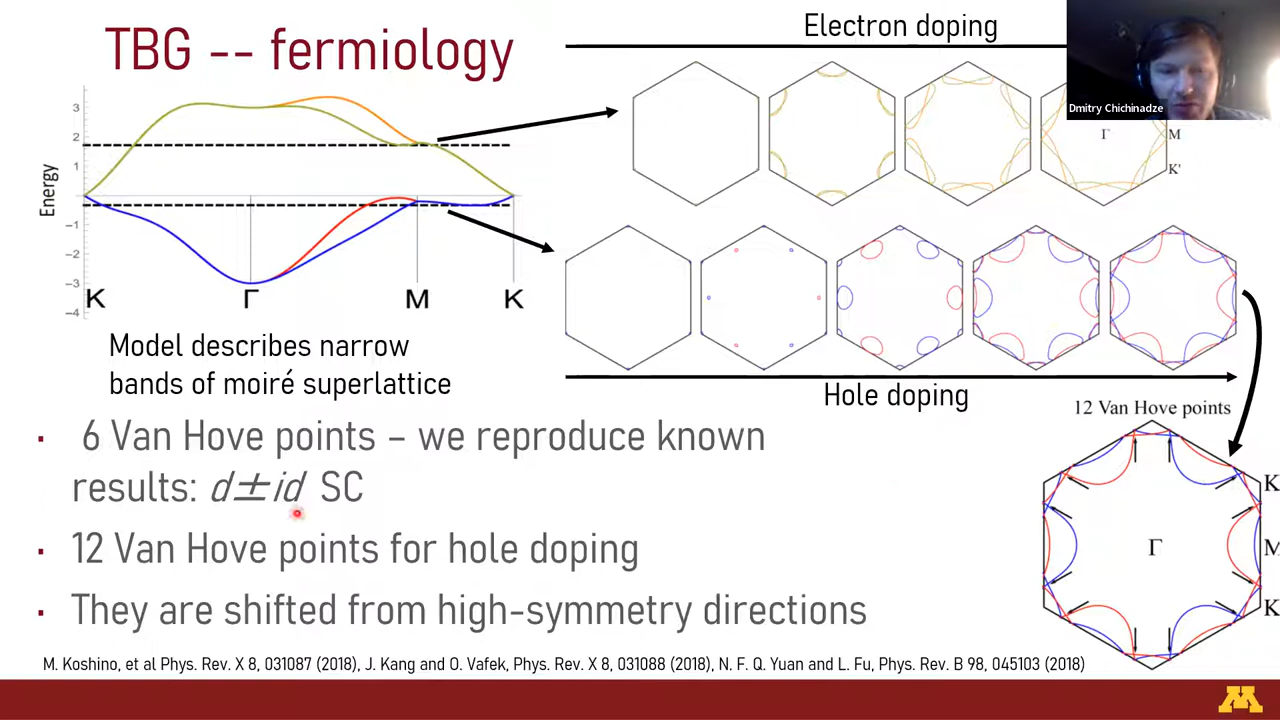 TBG -- fermiology
Electron doping
Dmitry Chichinadze
3
2
1
-1
-2
-3
-4
Energy
K
Γ
M
K
Γ
M
K'
Model describes narrow
bands of moiré superlattice
Hole doping
12 Van Hove points
· 6 Van Hove points – we reproduce known
results: d±id SC
· 12 Van Hove points for hole doping
· They are shifted from high-symmetry directions
K
Γ
M
K
M. Koshino, et al Phys. Rev. X 8, 031087 (2018), J. Kang and O. Vafek, Phys. Rev. X 8, 031088 (2018), N. F. Q. Yuan and L. Fu, Phys. Rev. B 98, 045103 (2018)
M